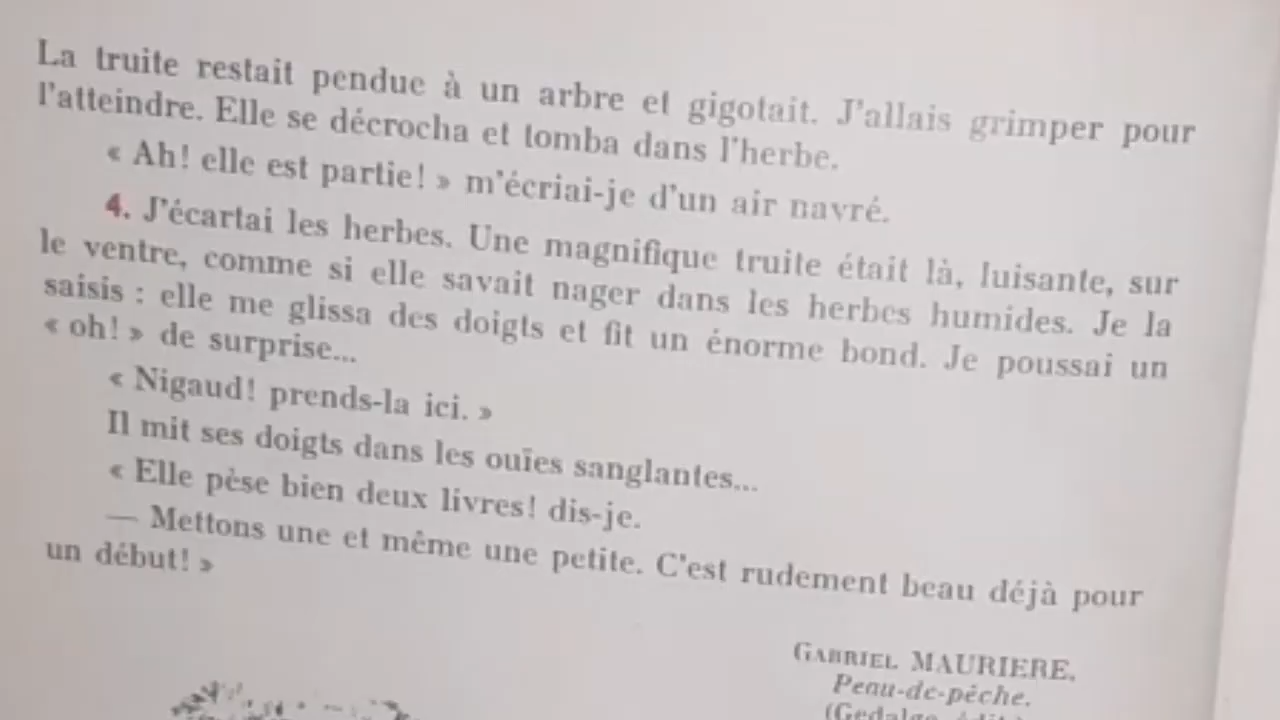 La truite restait pendue à un arbre et gigotait. J'allais grimper pour
l'atteindre. Elle se décrocha et tomba dans l'herbe.
« Ah! elle est partie! » m'écriai-je d'un air navré.
4. J'écartai les herbes. Une magnifique truite était là, luisante, sur
le ventre, comme si elle savait nager dans les herbes humides. Je la
saisis : elle me glissa des doigts et fit un énorme bond. Je poussai un
« oh! » de surprise...
« Nigaud! prends-la ici. »
Il mit ses doigts dans les ouïes sanglantes...
« Elle pèse bien deux livres! dis-je.
— Mettons une et même une petite. C'est rudement beau déjà pour
un début! »
GABRIEL MAURIERE,
Peau-de-pêche.
(Gedalge